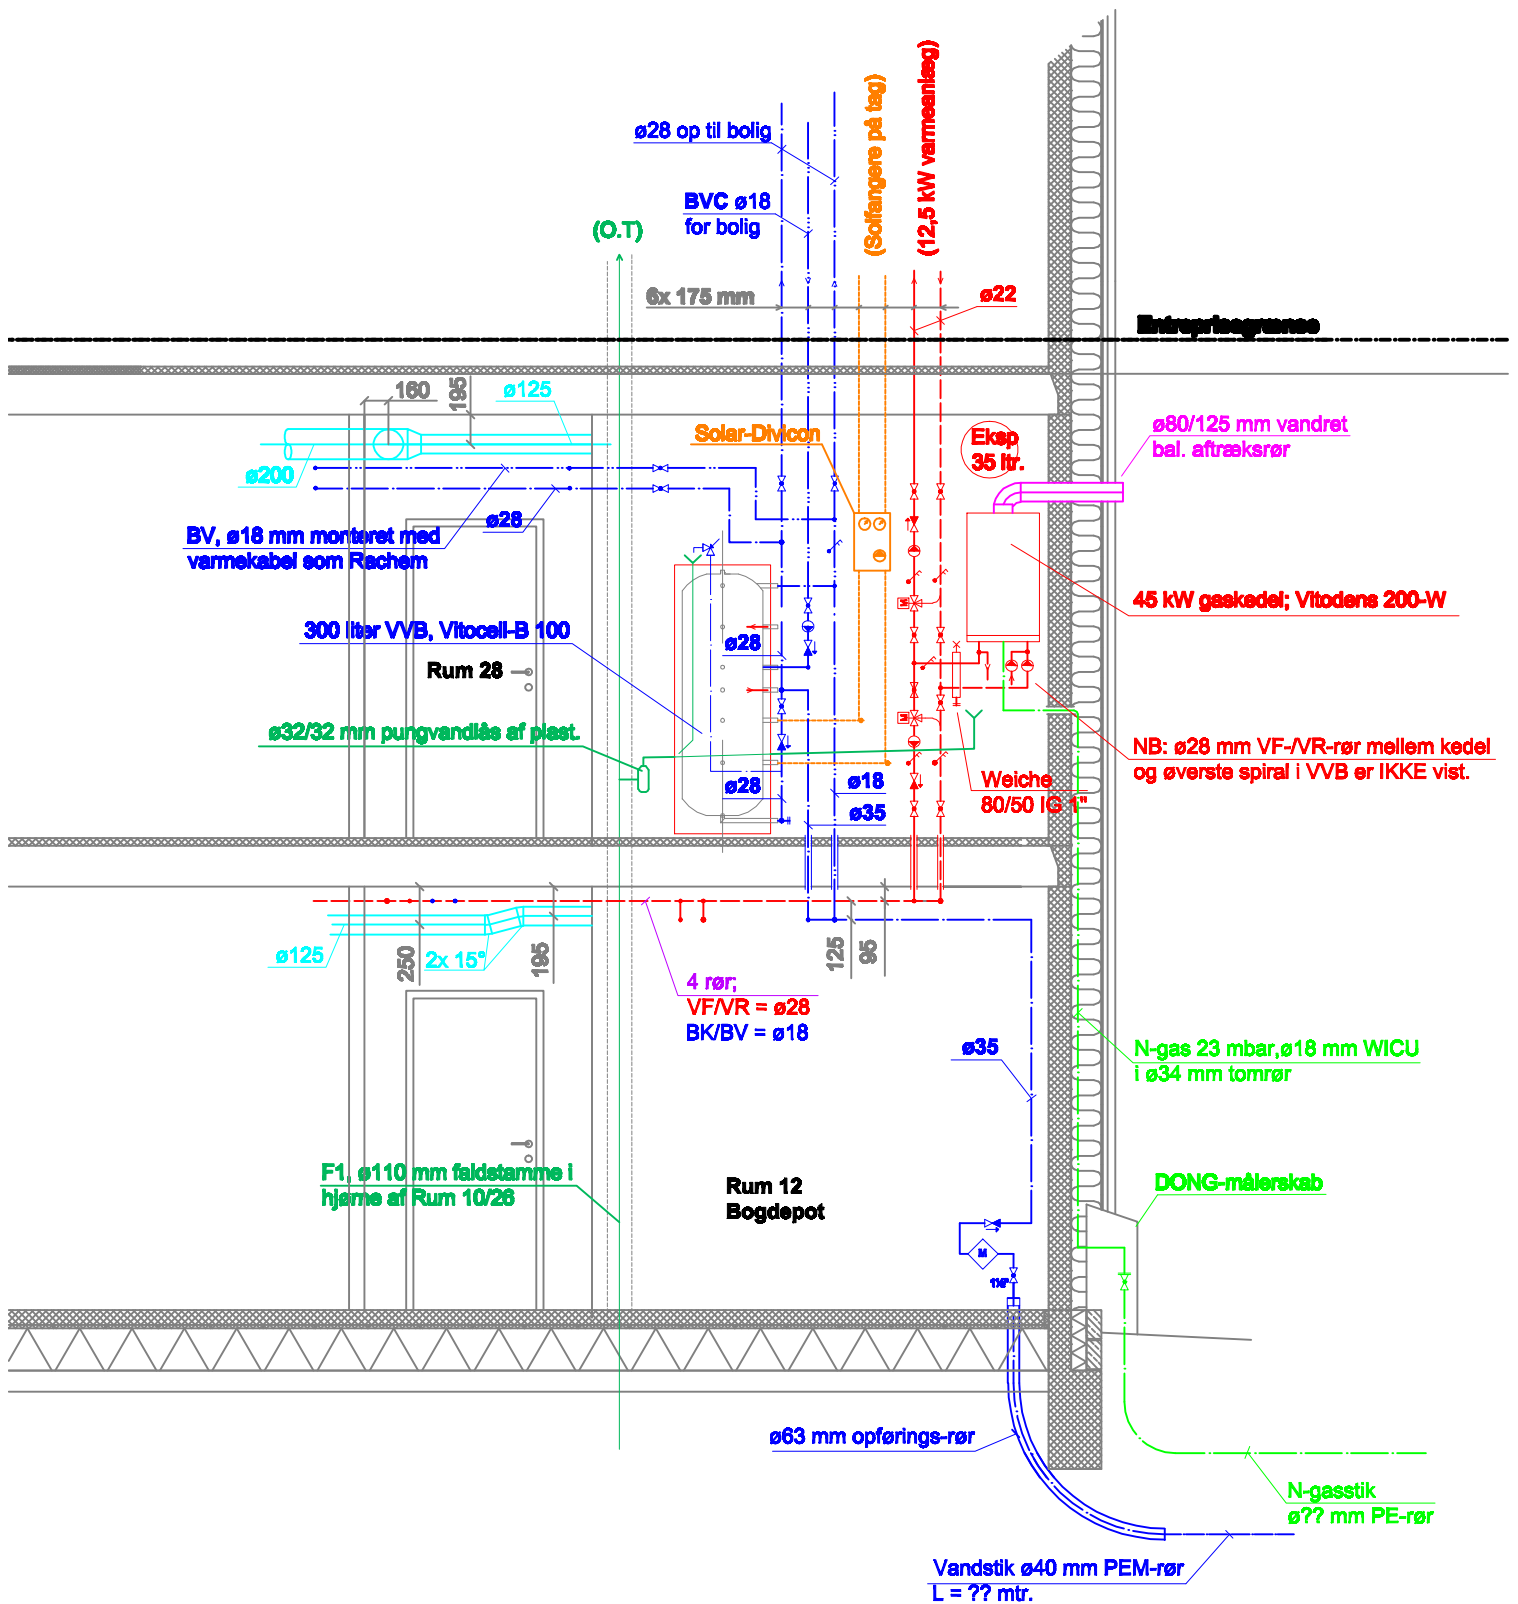 (Solfangere på tag)
(12,5 kW varmeanlæg)
ø28 op til bolig
BVC ø18
for bolig
(O.T)
6x 175 mm
ø22
Entreprisegrænse
160
195
ø125
ø200
Solar-Divicon
Eksp
35 ltr.
ø80/125 mm vandret
bal. aftræksrør
BV, ø18 mm monteret med
varmekabel som Rachem
ø28
45 kW gaskedel; Vitodens 200-W
M
300 liter VVB, Vitocell-B 100
ø28
Rum 28
M
ø32/32 mm pungvandlås af plast.
NB: ø28 mm VF-/VR-rør mellem kedel
og øverste spiral i VVB er IKKE vist.
Weiche
80/50 IG 1"
ø28
ø18
ø35
ø125
250
2x 15°
195
125
95
4 rør;
VF/VR = ø28
BK/BV = ø18
ø35
N-gas 23 mbar,ø18 mm WICU
i ø34 mm tomrør
F1, ø110 mm faldstamme i
hjørne af Rum 10/26
Rum 12
Bogdepot
DONG-målerskab
M
ø63 mm opførings-rør
N-gasstik
ø?? mm PE-rør
Vandstik ø40 mm PEM-rør
L = ?? mtr.